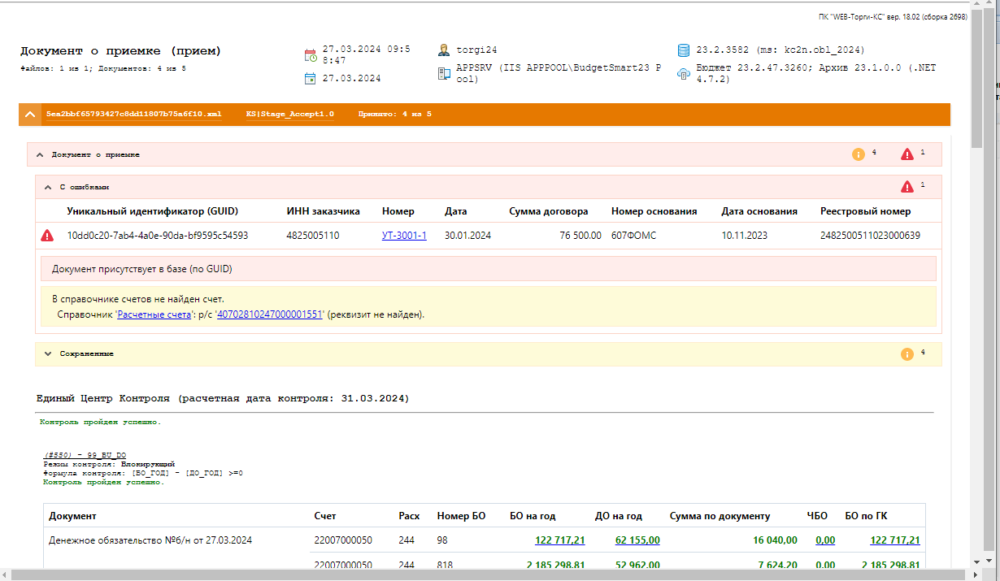 ПК "WEB-Торги-КС" вер. 18.02 (сборка 2698)
Документ о приемке (прием)
Файлов: 1 из 1; Документов: 4 из 5
27.03.2024 09:5
8:47
27.03.2024
torgi24
APPSRV (IIS APPPOOL\BudgetSmart23 P
ool)
23.2.3582 (ms: kc2n.obl_2024)
Бюджет 23.2.47.3260; Архив 23.1.0.0 (.NET
4.7.2)
5ea2bbf65793427c8dd11807b75a6f10.xml KS|Stage_Accept1.0 Принято: 4 из 5
Документ о приемке 4 1
С ошибками 1
Уникальный идентификатор (GUID) ИНН заказчика Номер Дата Сумма договора Номер основания Дата основания Реестровый номер
10dd0c20-7ab4-4a0e-90da-bf9595c54593 4825005110 УТ-3001-1 30.01.2024 76 500.00 607ФОМС 10.11.2023 2482500511023000639
Документ присутствует в базе (по GUID)
В справочнике счетов не найден счет.
Справочник 'Расчетные счета': р/с '40702810247000001551' (реквизит не найден).
Сохраненные 4
Единый Центр Контроля (расчетная дата контроля: 31.03.2024)
Контроль пройден успешно.
(#550) - 99_BU_DO
Режим контроля: Блокирующий
Формула контроля: [БО_ГОД] - [ДО_ГОД] >=0
Контроль пройден успешно.
Документ Счет Расх Номер БО БО на год ДО на год Сумма по документу ЧБО БО по ГК
Денежное обязательство №б/н от 27.03.2024 22007000050 244 98 122 717,21 62 155,00 16 040,00 0,00 122 717,21
22007000050 244 818 2 185 298,81 52 962,00 7 624,20 0,00 2 185 298,81